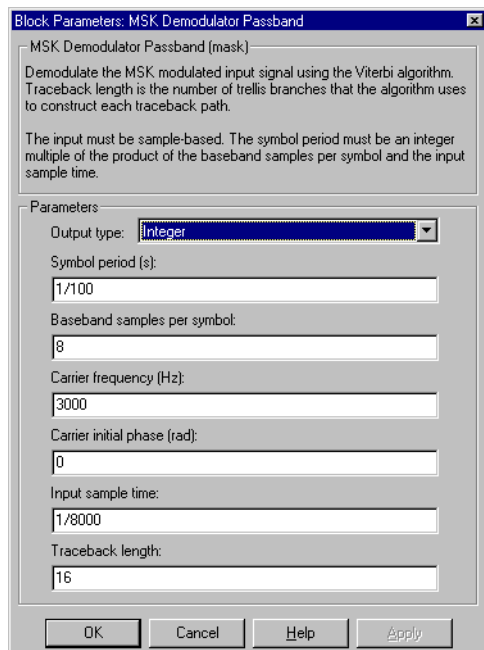 Block Parameters: MSK Demodulator Passband
MSK Demodulator Passband (mask)
Demodulate the MSK modulated input signal using the Viterbi algorithm.
Traceback length is the number of trellis branches that the algorithm uses
to construct each traceback path.
The input must be sample-based. The symbol period must be an integer
multiple of the product of the baseband samples per symbol and the input
sample time.
Parameters
Output type: Integer
Symbol period (s):
1/100
Baseband samples per symbol:
8
Carrier frequency (Hz):
3000
Carrier initial phase (rad):
0
Input sample time:
1/8000
Traceback length:
16
OK Cancel Help Apply